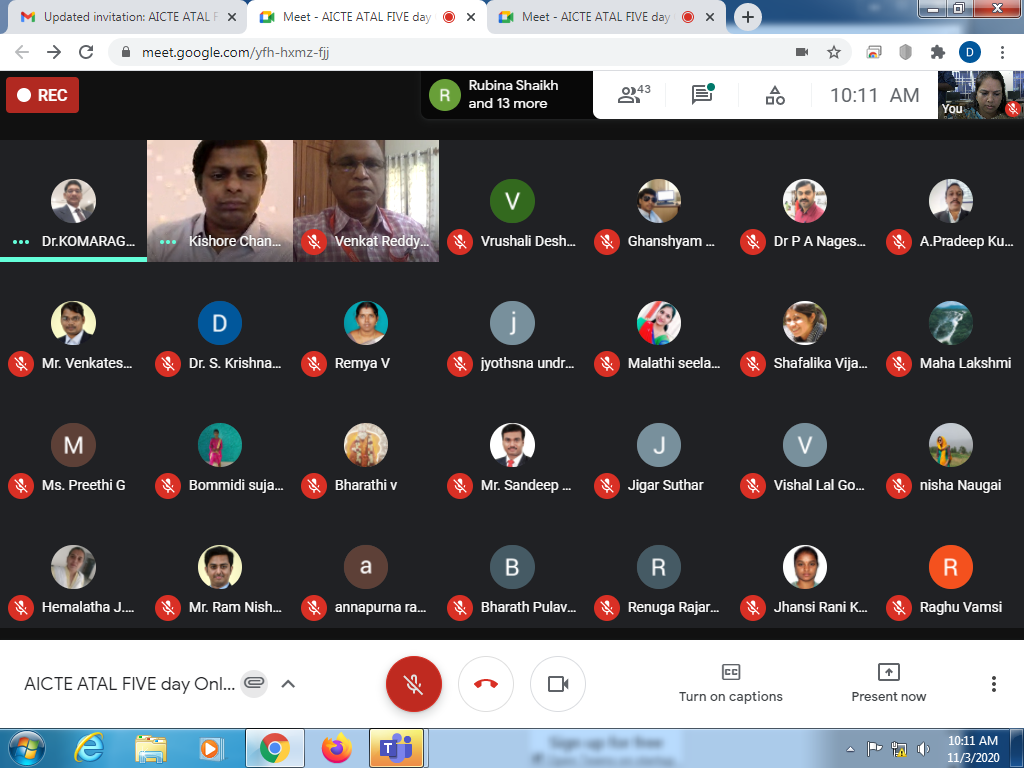 Updated invitation: AICTE ATAL F
Meet - AICTE ATAL FIVE day
Meet - AICTE ATAL FIVE day
meet.google.com/yfh-hxmz-fjj
D
REC
R
Rubina Shaikh
and 13 more
43
10:11 AM
You
Dr.KOMARAG...
Kishore Chan...
Venkat Reddy...
V
Vrushali Desh...
Ghanshyam ...
Dr P A Nages...
A.Pradeep Ku...
Mr. Venkates...
D
Dr. S. Krishna...
Remya V
j
jyothsna undr...
Malathi seela...
Shafalika Vija...
Maha Lakshmi
M
Ms. Preethi G
Bommidi suja...
Bharathi v
Mr. Sandeep ...
J
Jigar Suthar
V
Vishal Lal Go...
nisha Naugai
Hemalatha J....
Mr. Ram Nish...
a
annapurna ra...
B
Bharath Pulav...
R
Renuga Rajar...
Jhansi Rani K...
R
Raghu Vamsi
AICTE ATAL FIVE day Onl...
CC
Turn on captions
Present now
Sign up for free
T
10:11 AM
11/3/2020